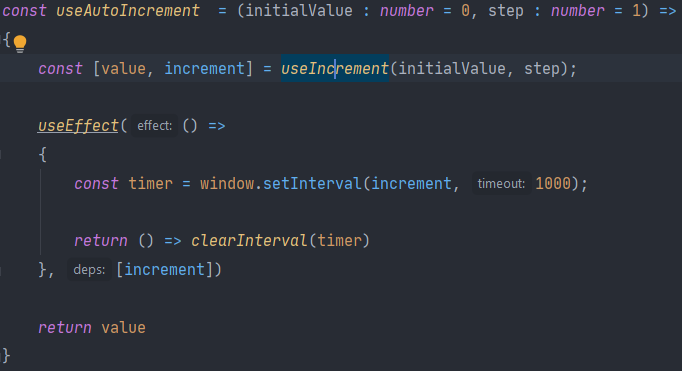 const useAutoIncrement = (initialValue : number = 0, step : number = 1) =>
{
const [value, increment] = useIncrement(initialValue, step);
useEffect( effect: () =>
{
const timer = window.setInterval(increment, timeout: 1000);
return () => clearInterval(timer)
}, deps: [increment])
return value
}